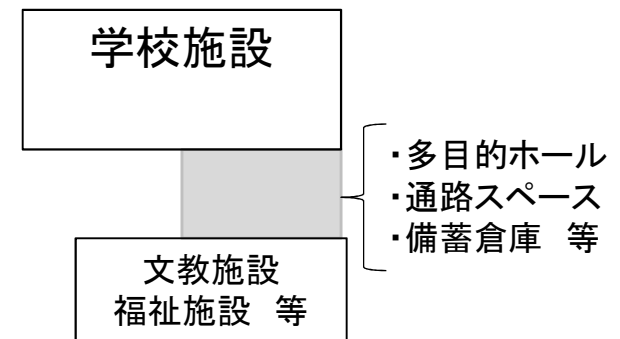 学校施設
・多目的ホール
・通路スペース
・備蓄倉庫　等
文教施設
福祉施設　等